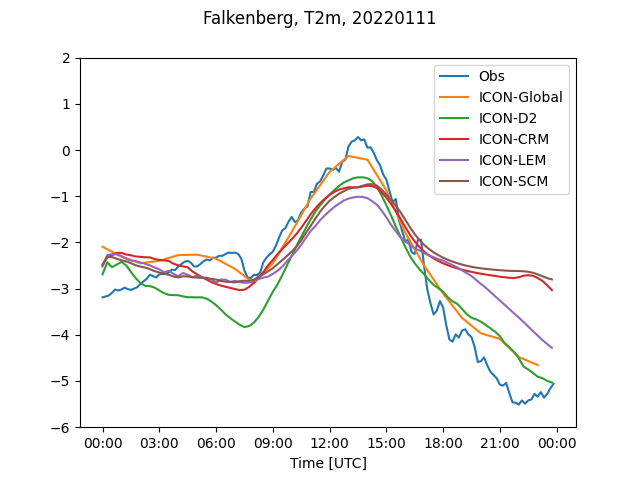 Falkenberg, T2m, 20220111
2
1
0
−1
−2
−3
−4
−5
−6
Obs
ICON-Global
ICON-D2
ICON-CRM
ICON-LEM
ICON-SCM
00:00 03:00 06:00 09:00 12:00 15:00 18:00 21:00 00:00
Time [UTC]